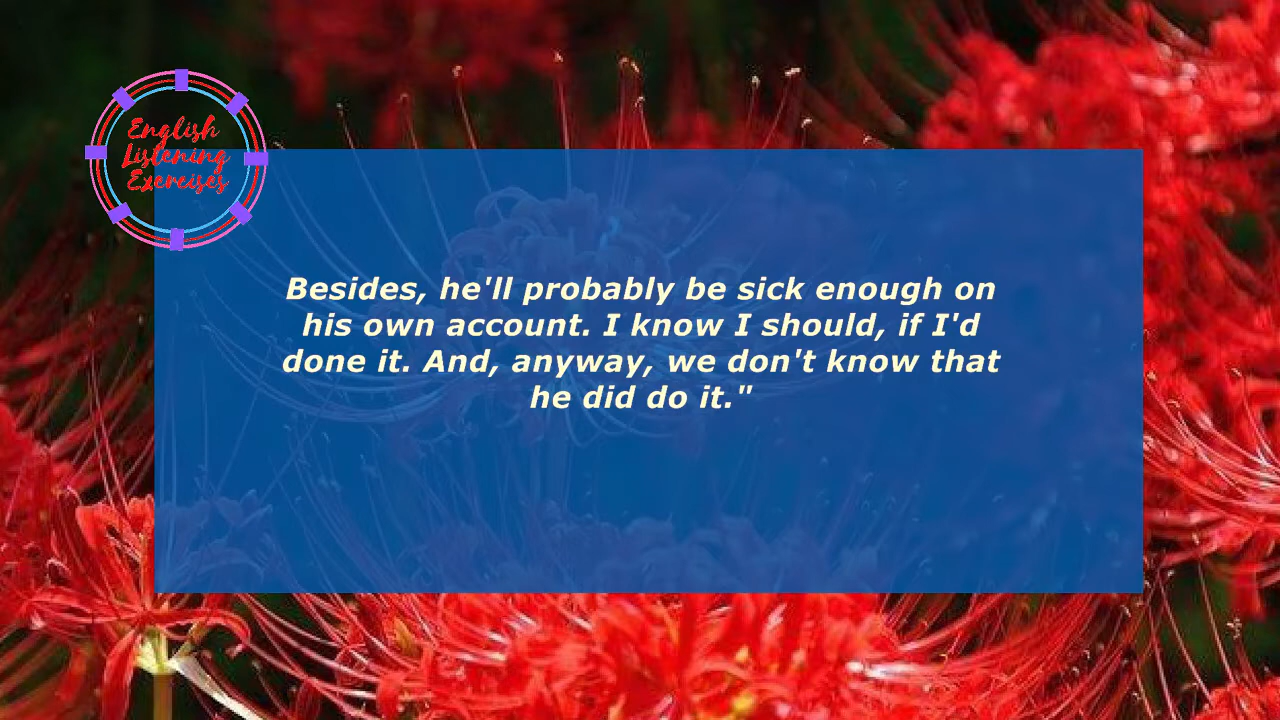 English
Listening
Exercises
Besides, he'll probably be sick enough on
his own account. I know I should, if I'd
done it. And, anyway, we don't know that
he did do it."